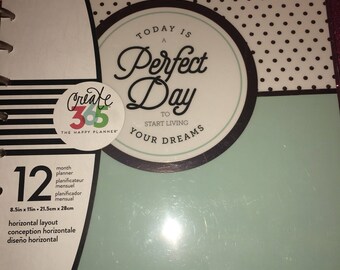 TODAY IS
A
Perfect
Day
TO
START LIVING
YOUR DREAMS
Create
365
THE HAPPY PLANNER
12
month
planner
planificateur
mensuel
planificador
mensual
8.5in x 11in • 21.5cm x 28cm
horizontal layout
conception horizontale
diseño horizontal